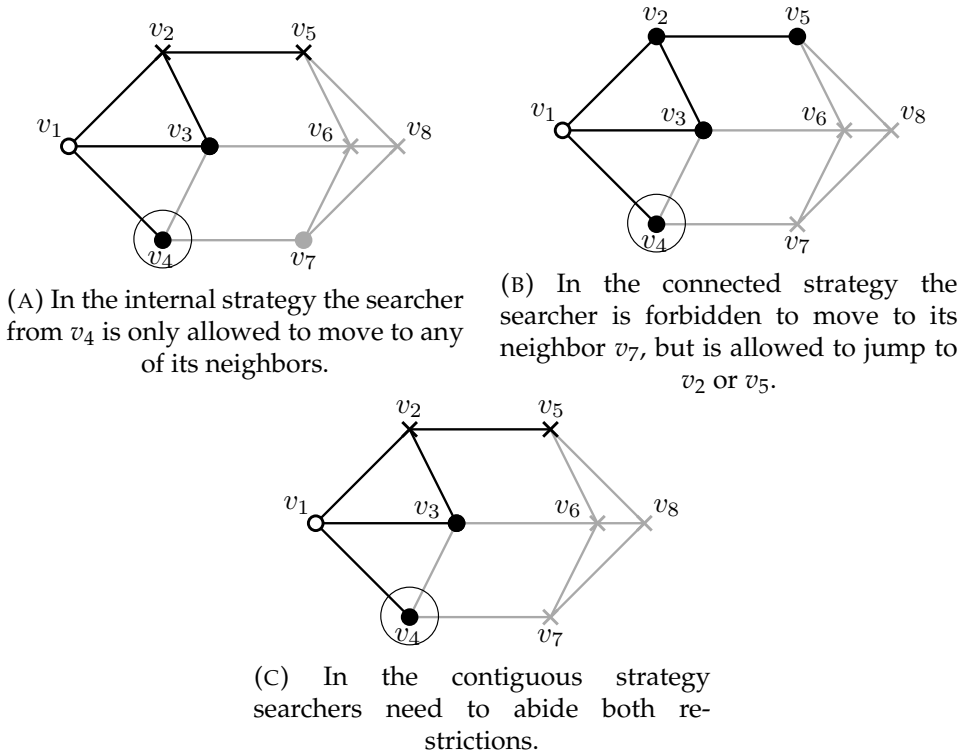 v2 v5
v1 v3 v6 v8
v4 v7
(A) In the internal strategy the searcher
from v4 is only allowed to move to any
of its neighbors.
v2 v5
v1 v3 v6 v8
v4 v7
(B) In the connected strategy the
searcher is forbidden to move to its
neighbor v7, but is allowed to jump to
v2 or v5.
v2 v5
v1 v3 v6 v8
v4 v7
(C) In the contiguous strategy
searchers need to abide both re-
strictions.